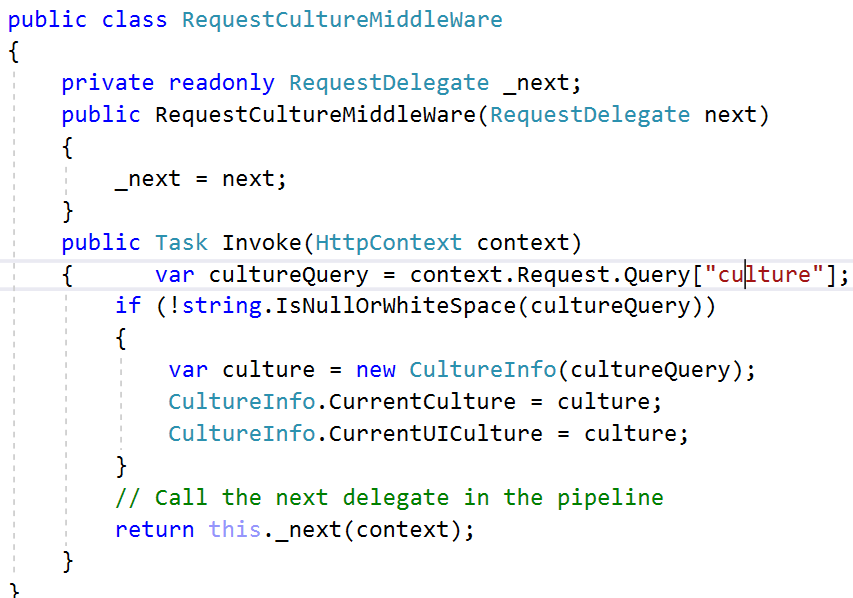 public class RequestCultureMiddleWare
{
    private readonly RequestDelegate _next;
    public RequestCultureMiddleWare(RequestDelegate next)
    {
        _next = next;
    }
    public Task Invoke(HttpContext context)
    {      var cultureQuery = context.Request.Query["culture"];
        if (!string.IsNullOrWhiteSpace(cultureQuery))
        {
            var culture = new CultureInfo(cultureQuery);
            CultureInfo.CurrentCulture = culture;
            CultureInfo.CurrentUICulture = culture;
        }
        // Call the next delegate in the pipeline
        return this._next(context);
    }
}